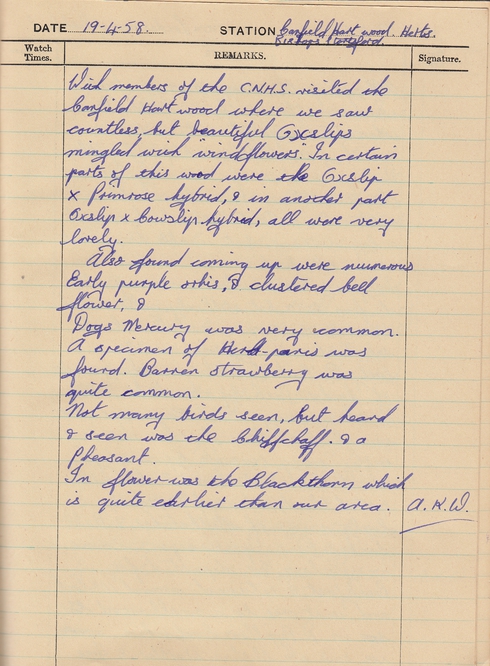 DATE 19-4-58. STATION Canfield Hart wood. Herts.
Bishops Stortford.
Watch Times. REMARKS. Signature.
With members of the C.N.H.S. visited the
Canfield Hart wood where we saw
countless, but beautiful Oxslips
mingled with "windflowers". In certain
parts of this wood were the Oxslip
x Primrose hybrid, & in another part
Oxslip x Cowslip hybrid, all were very
lovely.
Also found coming up were numerous
Early purple orbis, & clustered bell
flower, &
Dogs Mercury was very common.
A specimen of Herb-paris was
found. Barren strawberry was
quite common.
Not many birds seen, but heard
& seen was the Chiffchaff. & a
Pheasant.
In flower was the Blackthorn which
is quite earlier than our area. A. K. W.